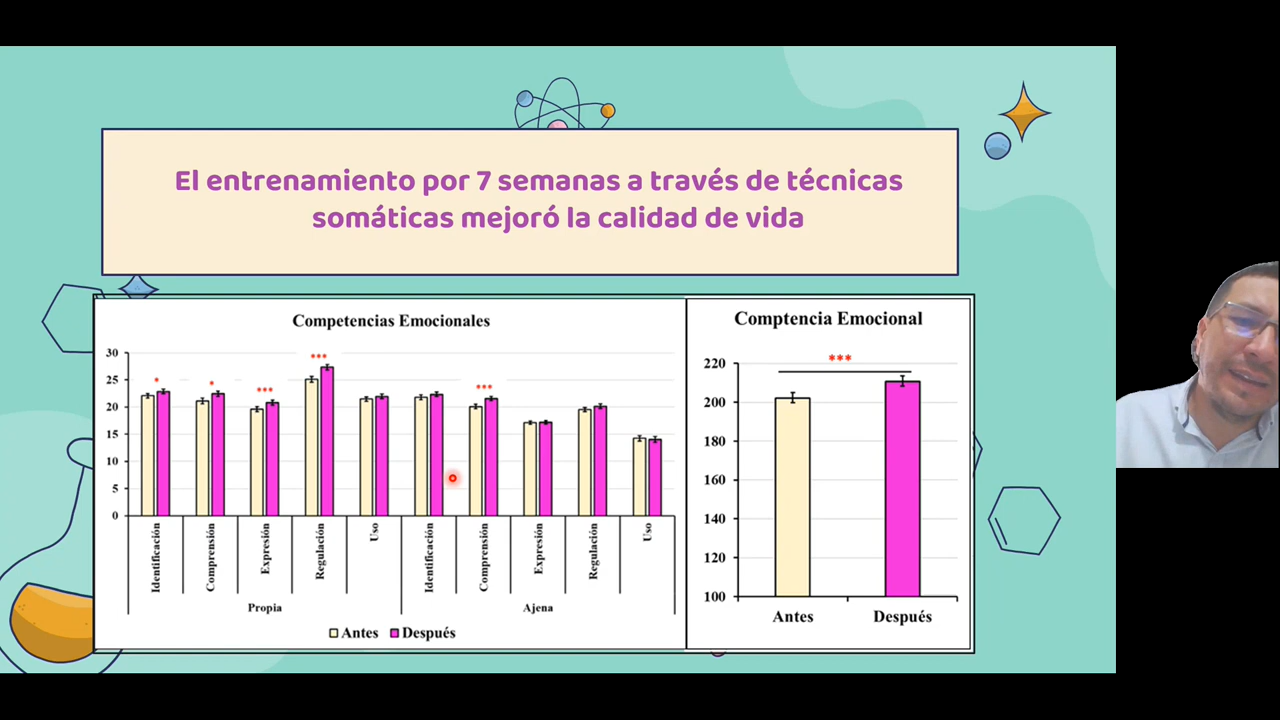 El entrenamiento por 7 semanas a través de técnicas
somáticas mejoró la calidad de vida
Competencias Emocionales
30
25
20
15
10
5
0
*
*
***
***
***
Identificación
Comprensión
Expresión
Regulación
Uso
Identificación
Comprensión
Expresión
Regulación
Uso
Propia
Ajena
Antes
Después
Comptencia Emocional
***
220
200
180
160
140
120
100
Antes
Después